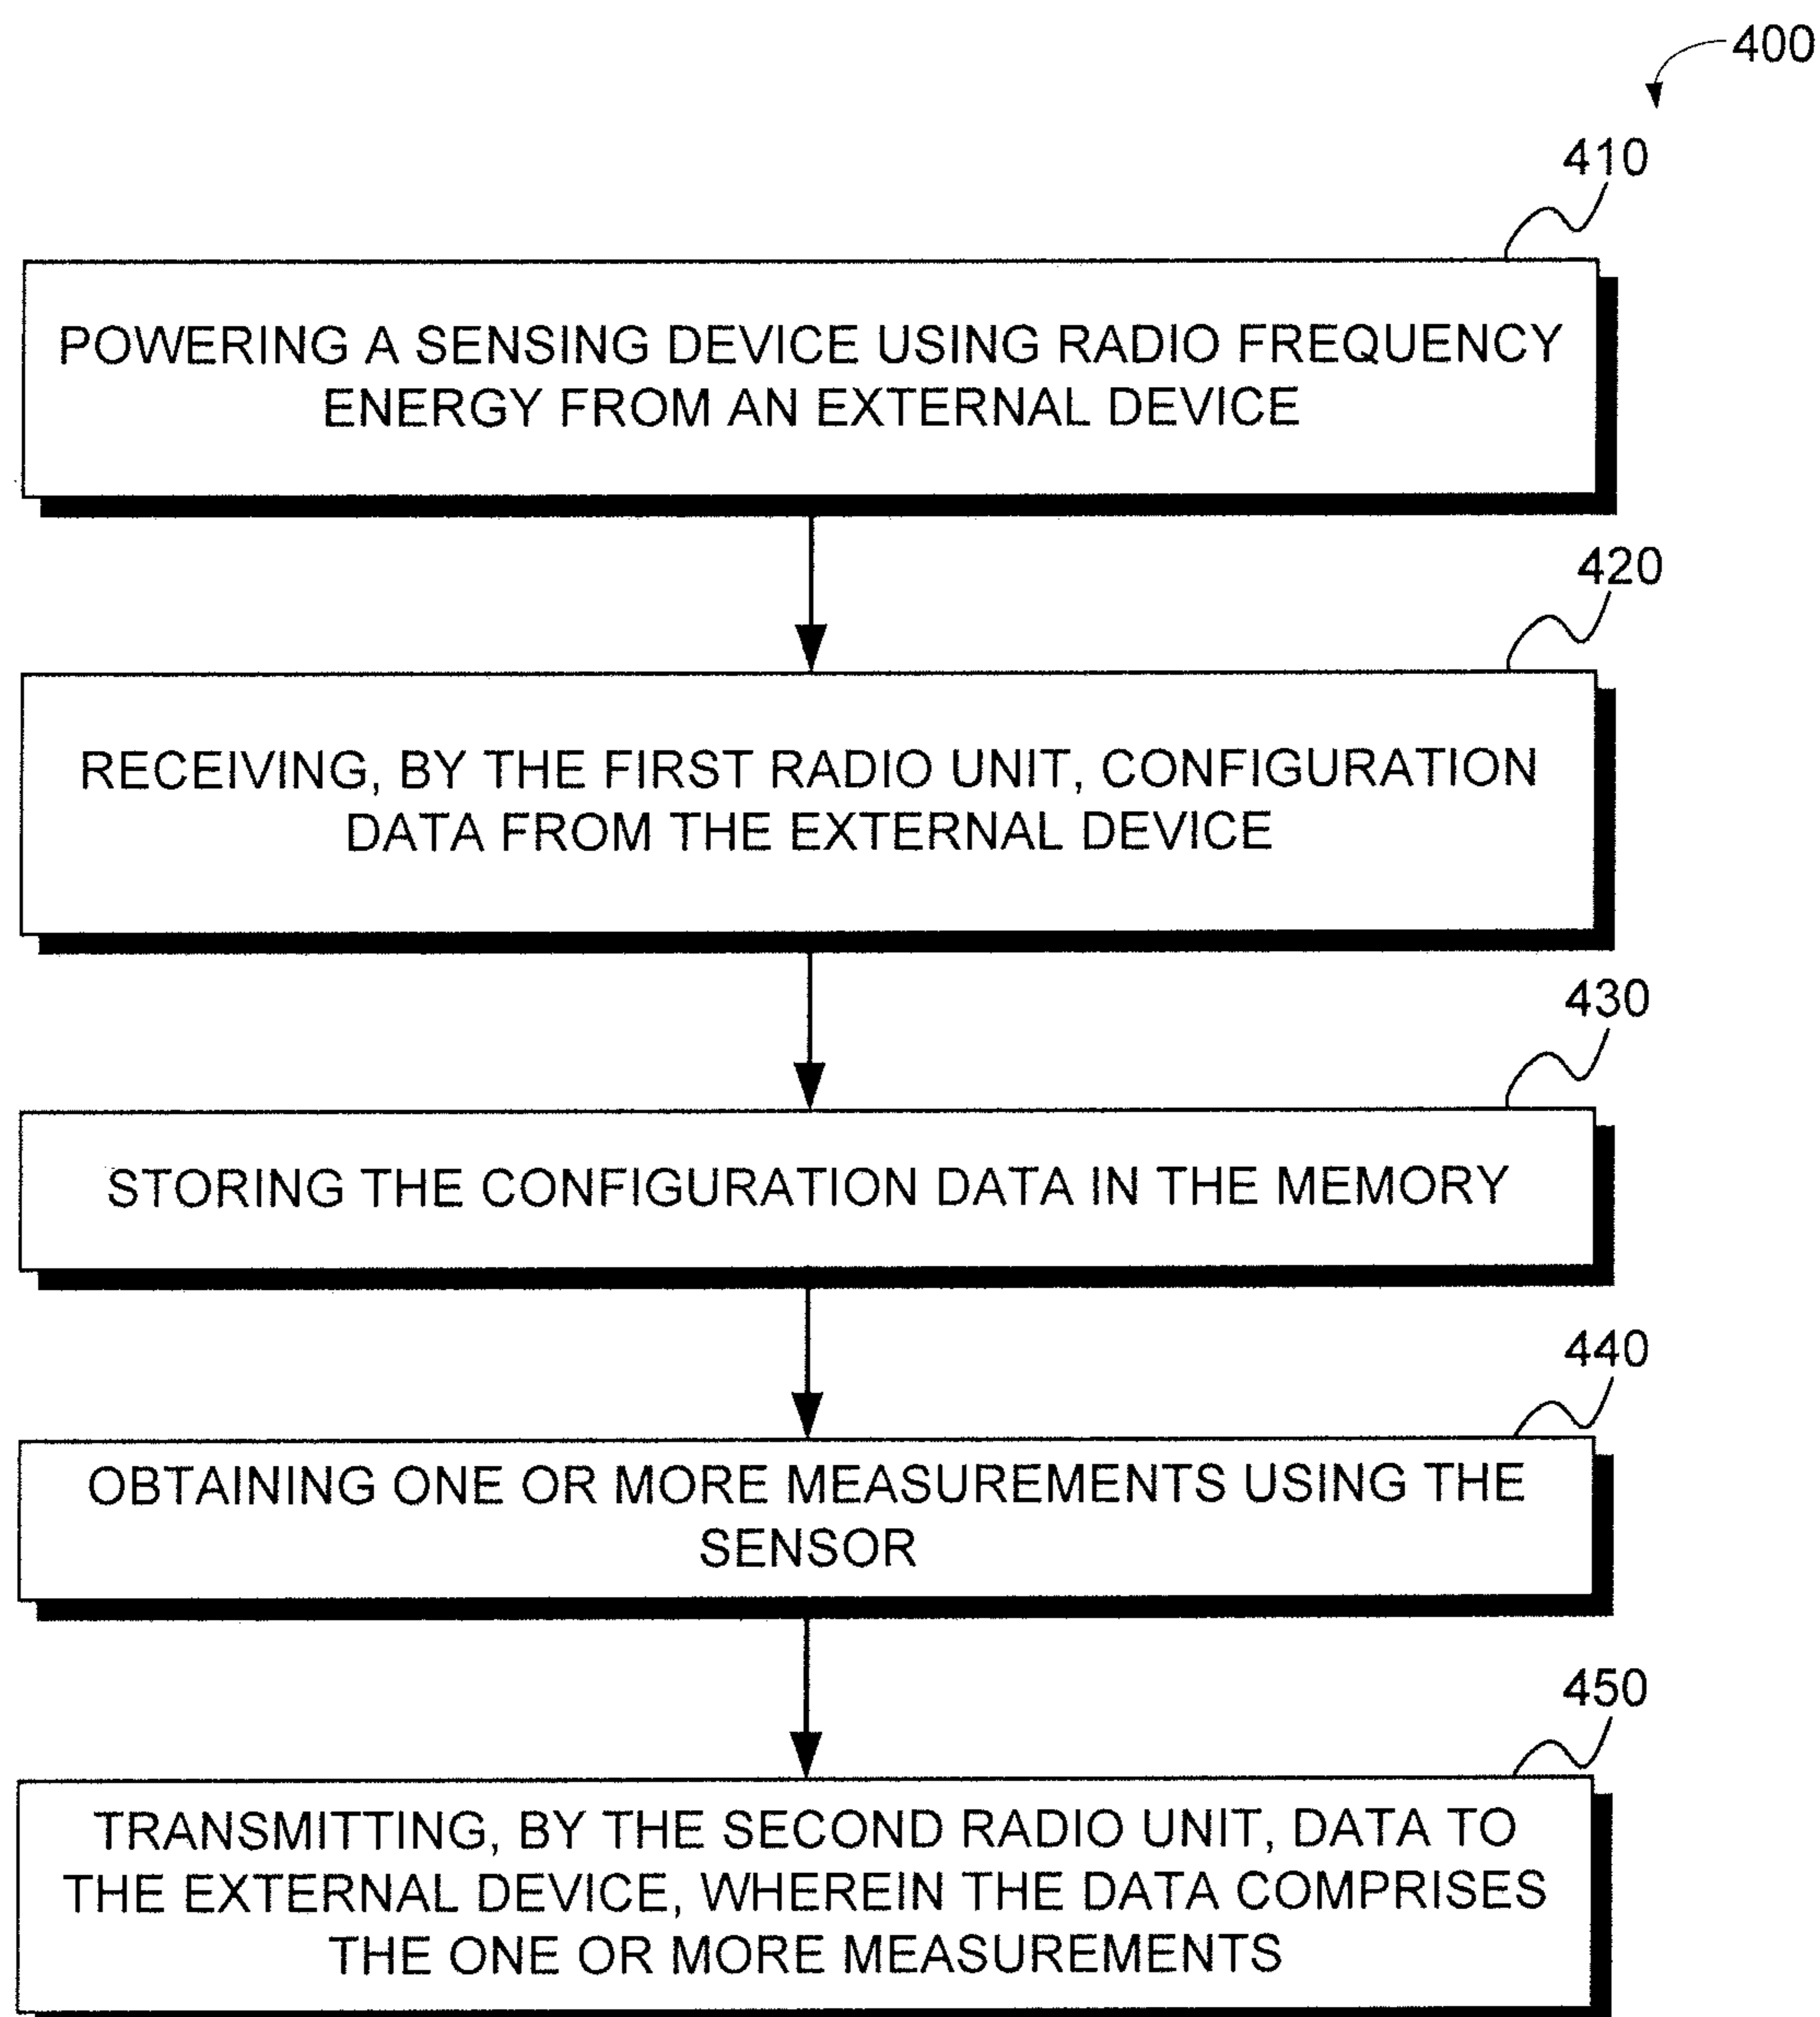 400
410
POWERING A SENSING DEVICE USING RADIO FREQUENCY
ENERGY FROM AN EXTERNAL DEVICE
420
RECEIVING, BY THE FIRST RADIO UNIT, CONFIGURATION
DATA FROM THE EXTERNAL DEVICE
430
STORING THE CONFIGURATION DATA IN THE MEMORY
440
OBTAINING ONE OR MORE MEASUREMENTS USING THE
SENSOR
450
TRANSMITTING, BY THE SECOND RADIO UNIT, DATA TO
THE EXTERNAL DEVICE, WHEREIN THE DATA COMPRISES
THE ONE OR MORE MEASUREMENTS